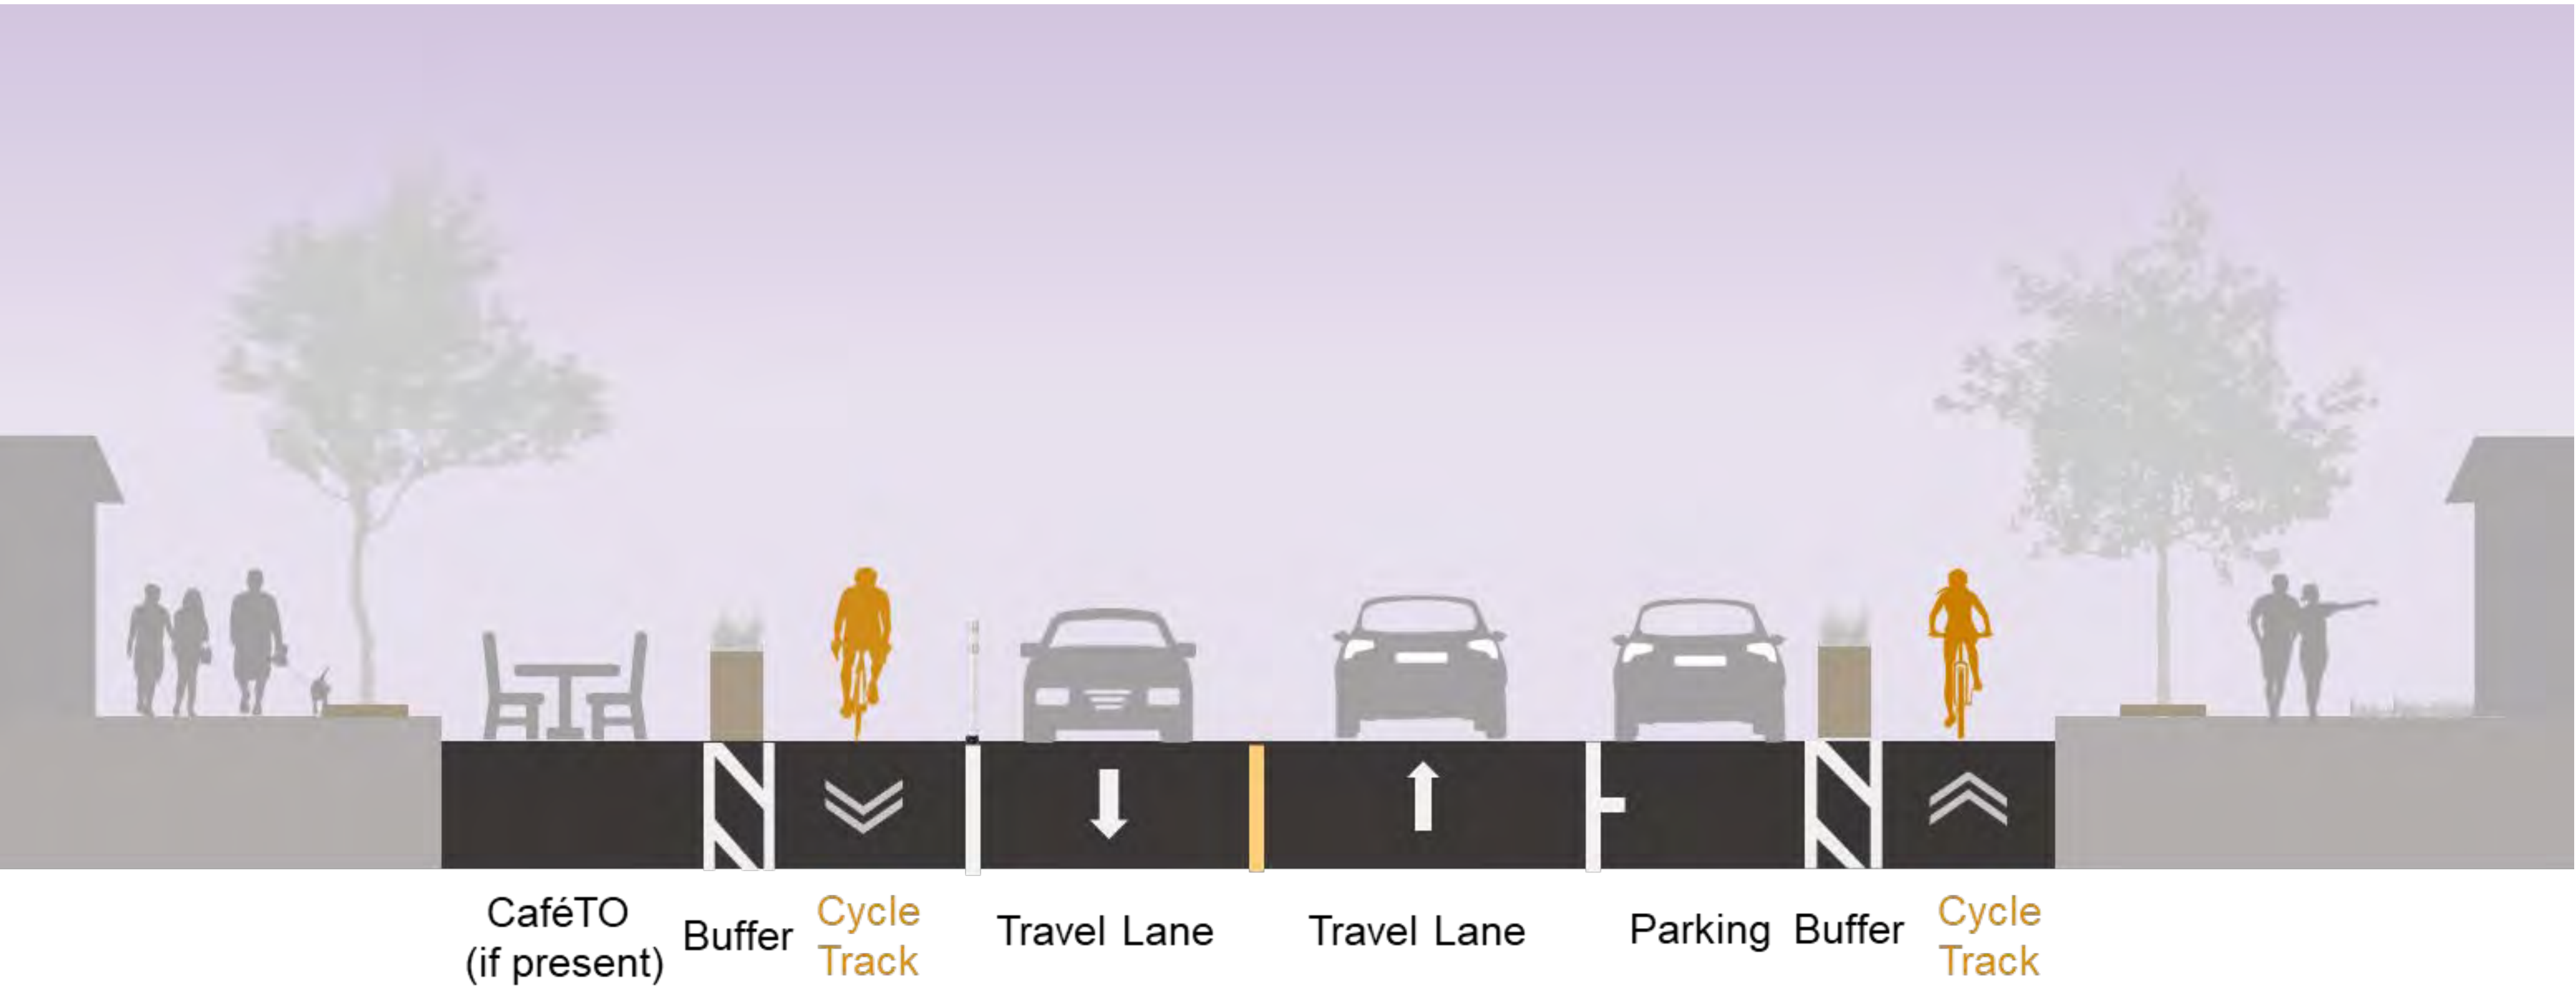 CaféTO
(if present)
Buffer
Cycle
Track
Travel Lane
Travel Lane
Parking
Buffer
Cycle
Track